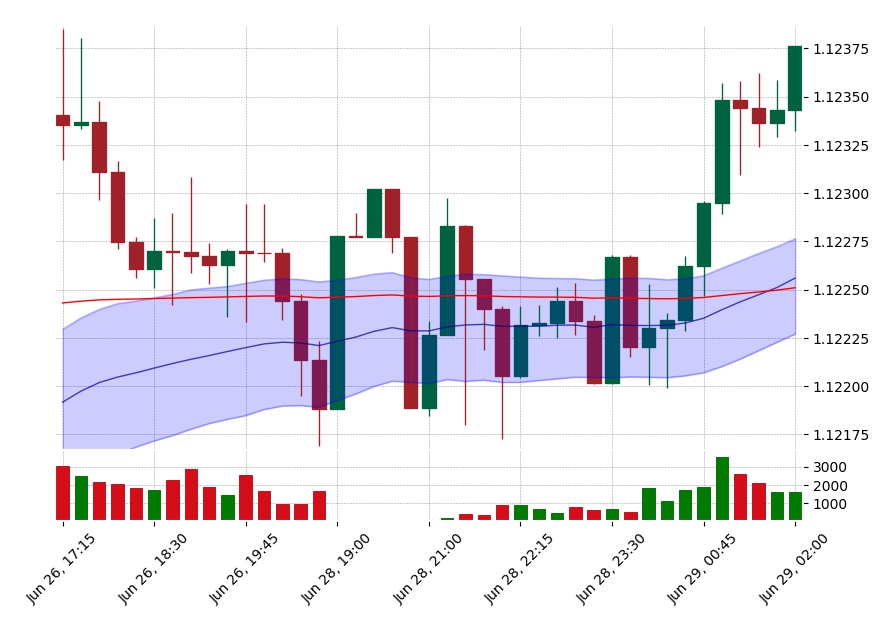 1.12375
1.12350
1.12325
1.12300
1.12275
1.12250
1.12225
1.12200
1.12175
3000
2000
1000
Jun 26, 17:15
Jun 26, 18:30
Jun 26, 19:45
Jun 28, 19:00
Jun 28, 21:00
Jun 28, 22:15
Jun 28, 23:30
Jun 29, 00:45
Jun 29, 02:00